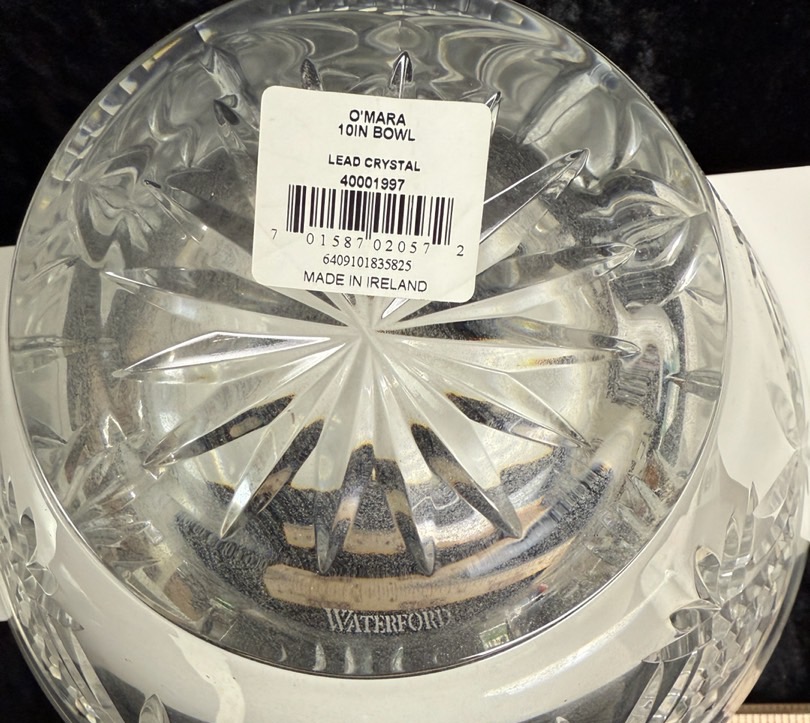 O'MARA
10IN BOWL
LEAD CRYSTAL
40001997
7 01587 02057 2
6409101835825
MADE IN IRELAND
WATERFORD